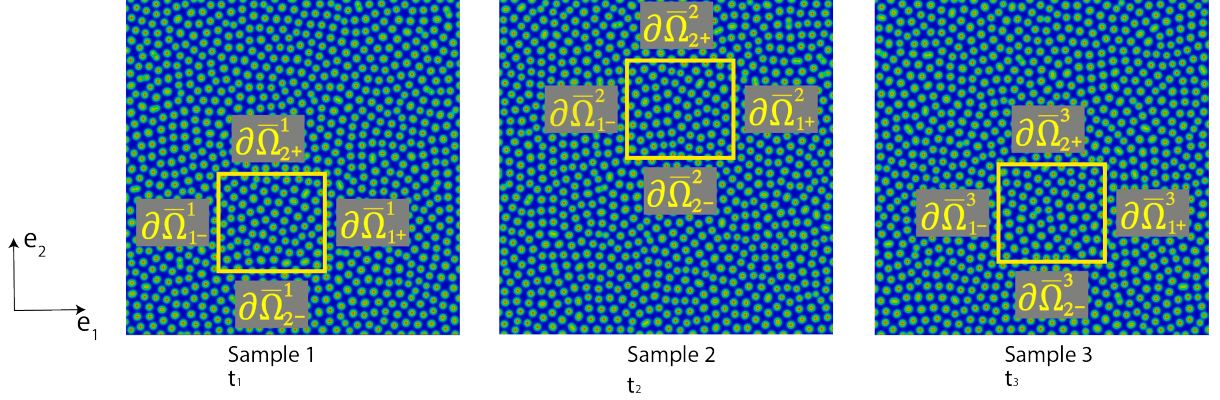 ∂Ω̅²₂₊
∂Ω̅²₁₋ ∂Ω̅²₁₊
∂Ω̅¹₂₊ ∂Ω̅³₂₊
∂Ω̅²₂₋
∂Ω̅¹₁₋ ∂Ω̅¹₁₊ ∂Ω̅³₁₋ ∂Ω̅³₁₊
e₂
∂Ω̅¹₂₋ ∂Ω̅³₂₋
e₁
Sample 1 Sample 2 Sample 3
t₁ t₂ t₃